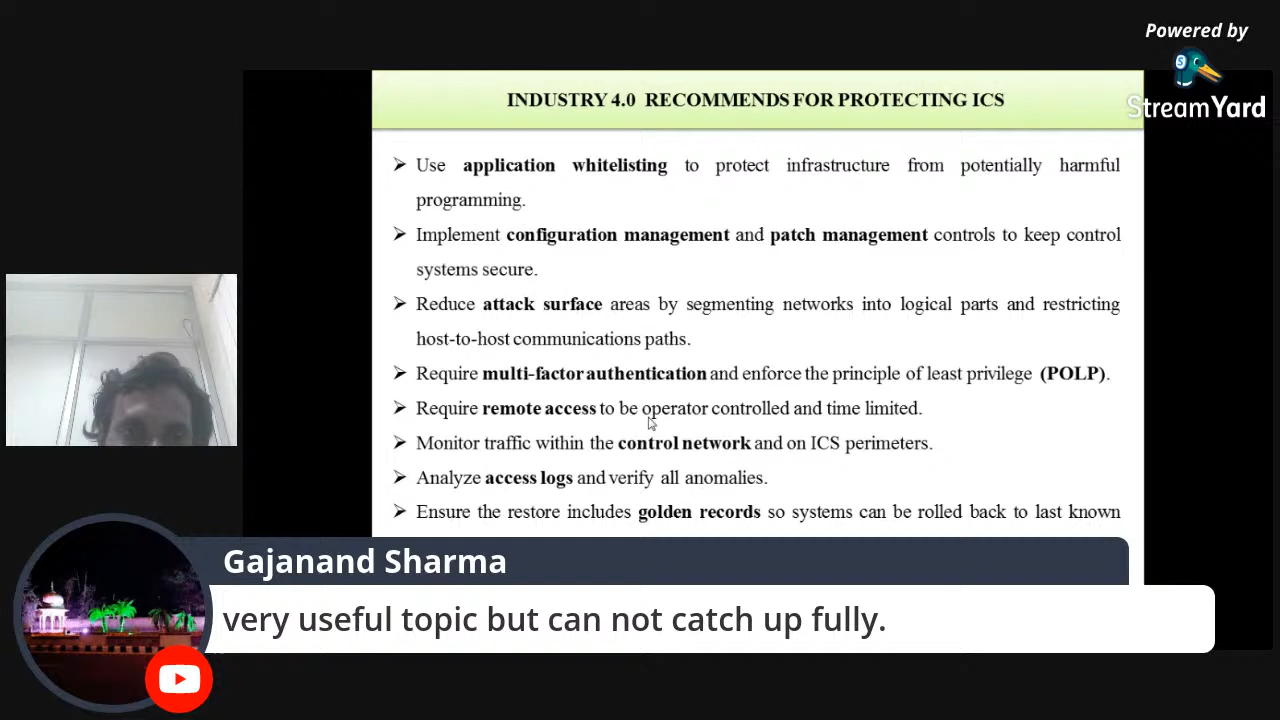 Powered by
StreamYard
INDUSTRY 4.0 RECOMMENDS FOR PROTECTING ICS
➢ Use application whitelisting to protect infrastructure from potentially harmful
programming.
➢ Implement configuration management and patch management controls to keep control
systems secure.
➢ Reduce attack surface areas by segmenting networks into logical parts and restricting
host-to-host communications paths.
➢ Require multi-factor authentication and enforce the principle of least privilege (POLP).
➢ Require remote access to be operator controlled and time limited.
➢ Monitor traffic within the control network and on ICS perimeters.
➢ Analyze access logs and verify all anomalies.
➢ Ensure the restore includes golden records so systems can be rolled back to last known
Gajanand Sharma
very useful topic but can not catch up fully.